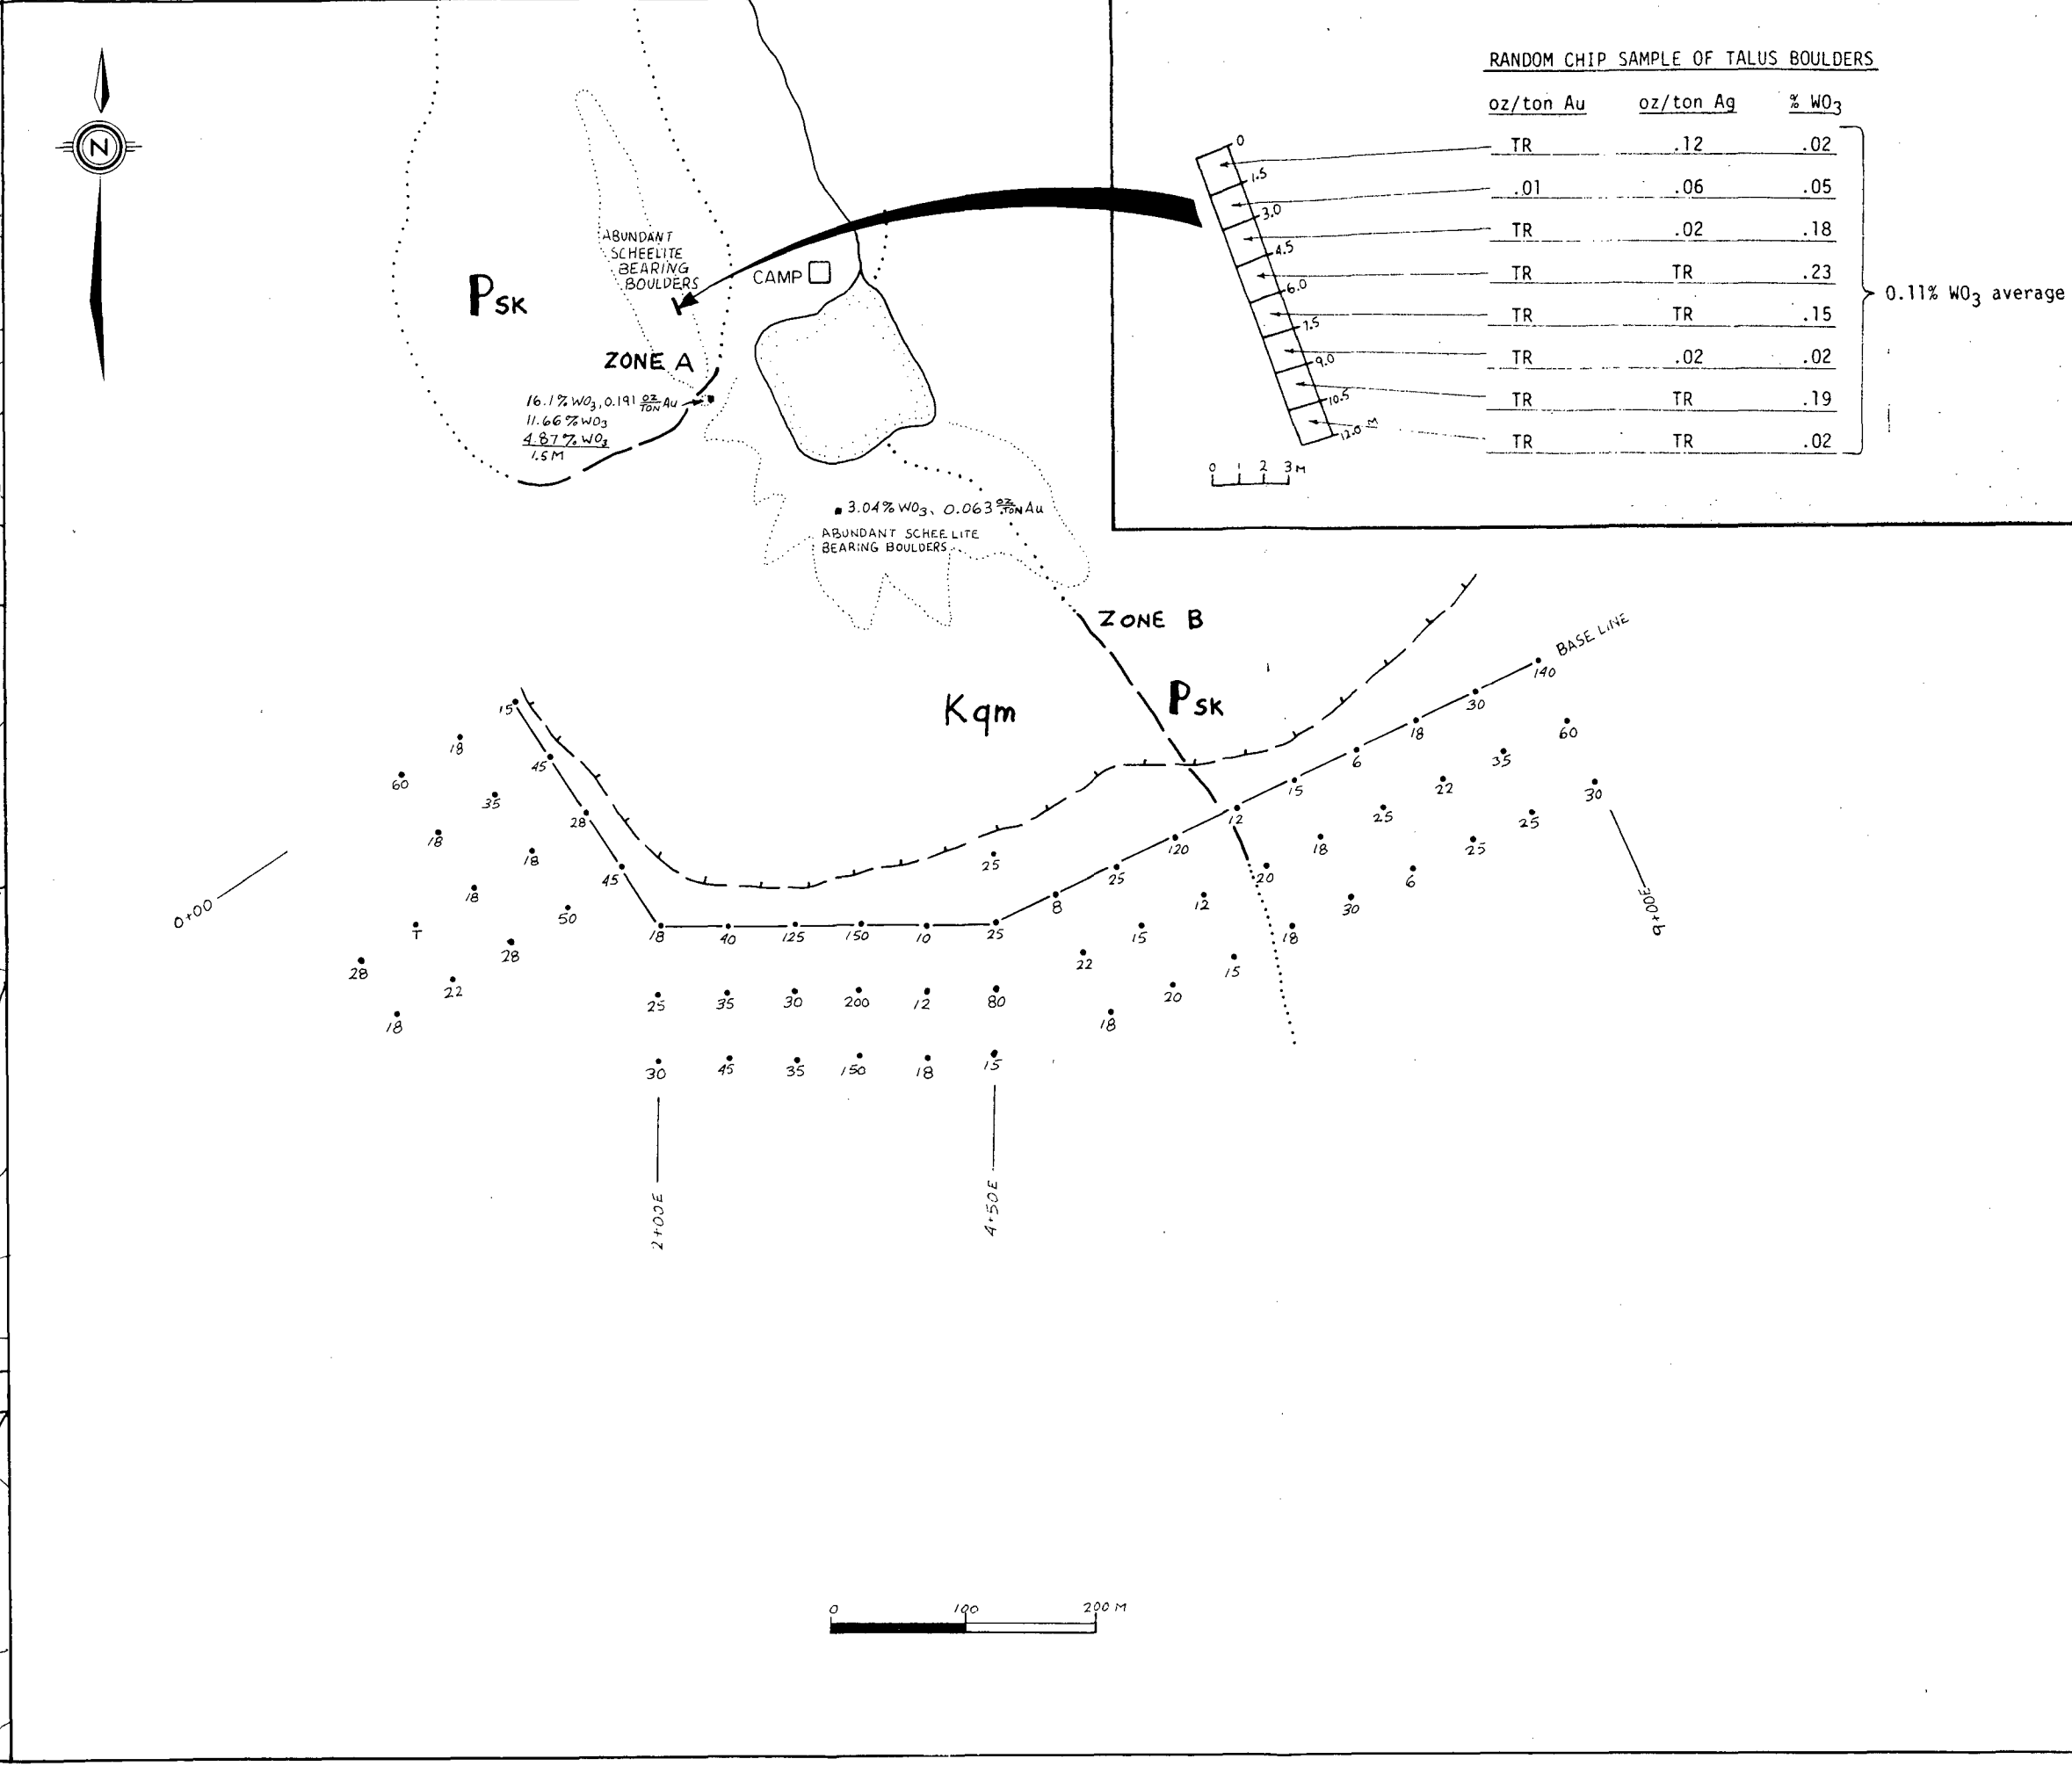 N
RANDOM CHIP SAMPLE OF TALUS BOULDERS
oz/ton Au oz/ton Ag % WO3
TR .12 .02
.01 .06 .05
TR .02 .18
TR TR .23
TR TR .15
TR .02 .02
TR TR .19
TR TR .02
0.11% WO3 average
0
1.5
3.0
4.5
6.0
7.5
9.0
10.5
12.0 M
0 1 2 3M
ABUNDANT
SCHEELITE
BEARING
BOULDERS
CAMP
PSK
ZONE A
16.1% WO3, 0.191 OZ/TON Au
11.66% WO3
4.87% WO3
1.5M
3.04% WO3, 0.063 OZ/TON Au
ABUNDANT SCHEELITE
BEARING BOULDERS
ZONE B
Kqm
PSK
BASE LINE
140
30
18
6
15
12
120
25
8
25
15
45
28
45
18 40 125 150 10 25
18
35
18
50
60
18
18
28
T
22
28
18
60
35
22
25
18
20
12
15
22
30
25
25
6
30
18
15
20
18
25 35 30 200 12 80
30 45 35 150 18 15
0+00
2+00E
4+50E
9+00E
0 100 200 M